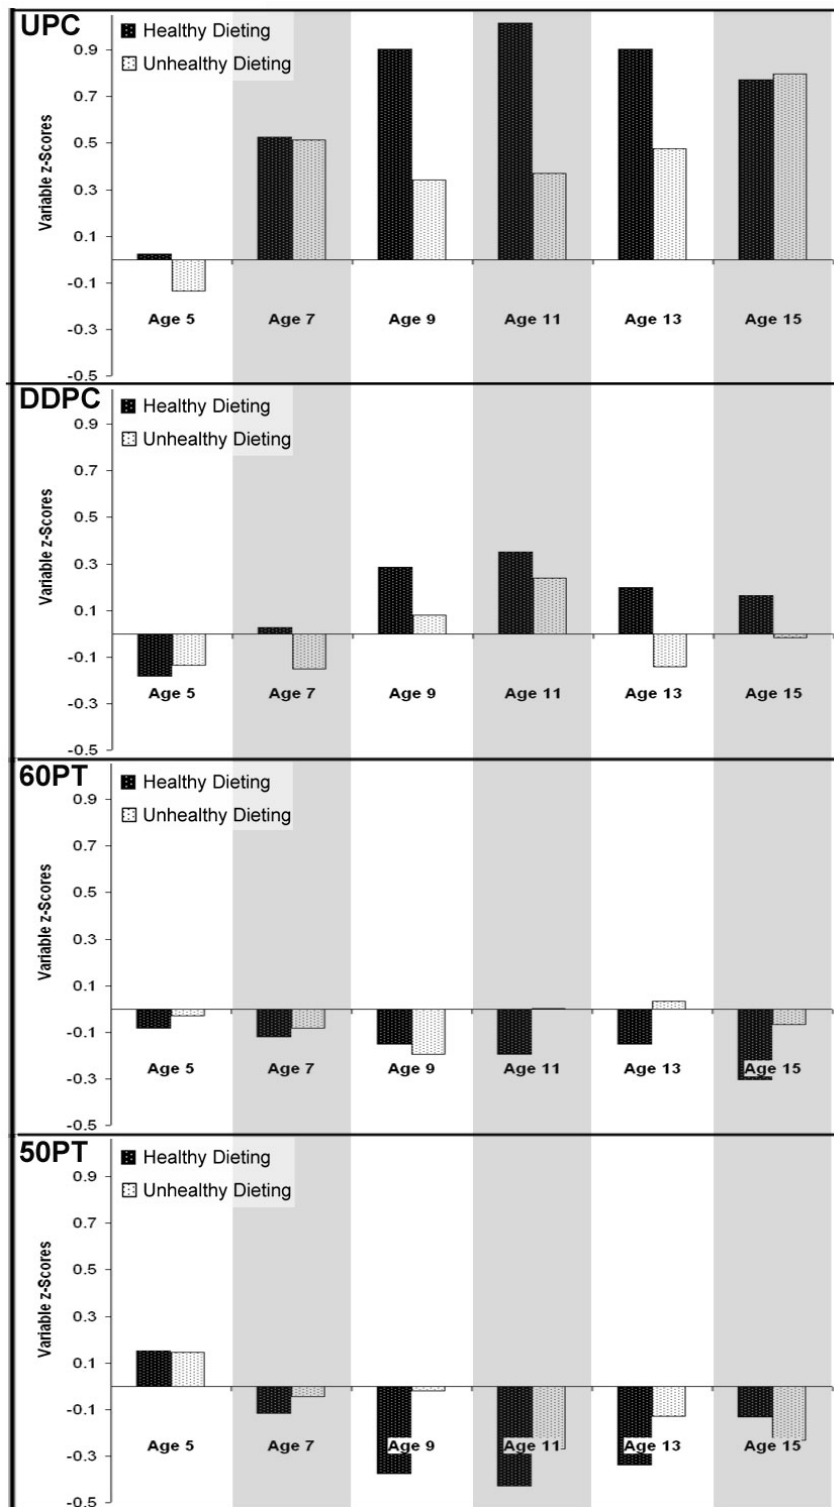 UPC
Healthy Dieting
Unhealthy Dieting
Variable z-Scores
0.9
0.7
0.5
0.3
0.1
-0.1
-0.3
-0.5
Age 5 Age 7 Age 9 Age 11 Age 13 Age 15
DDPC
Healthy Dieting
Unhealthy Dieting
Variable z-Scores
0.9
0.7
0.5
0.3
0.1
-0.1
-0.3
-0.5
Age 5 Age 7 Age 9 Age 11 Age 13 Age 15
60PT
Healthy Dieting
Unhealthy Dieting
Variable z-Scores
0.9
0.7
0.5
0.3
0.1
-0.1
-0.3
-0.5
Age 5 Age 7 Age 9 Age 11 Age 13 Age 15
50PT
Healthy Dieting
Unhealthy Dieting
Variable z-Scores
0.9
0.7
0.5
0.3
0.1
-0.1
-0.3
-0.5
Age 5 Age 7 Age 9 Age 11 Age 13 Age 15